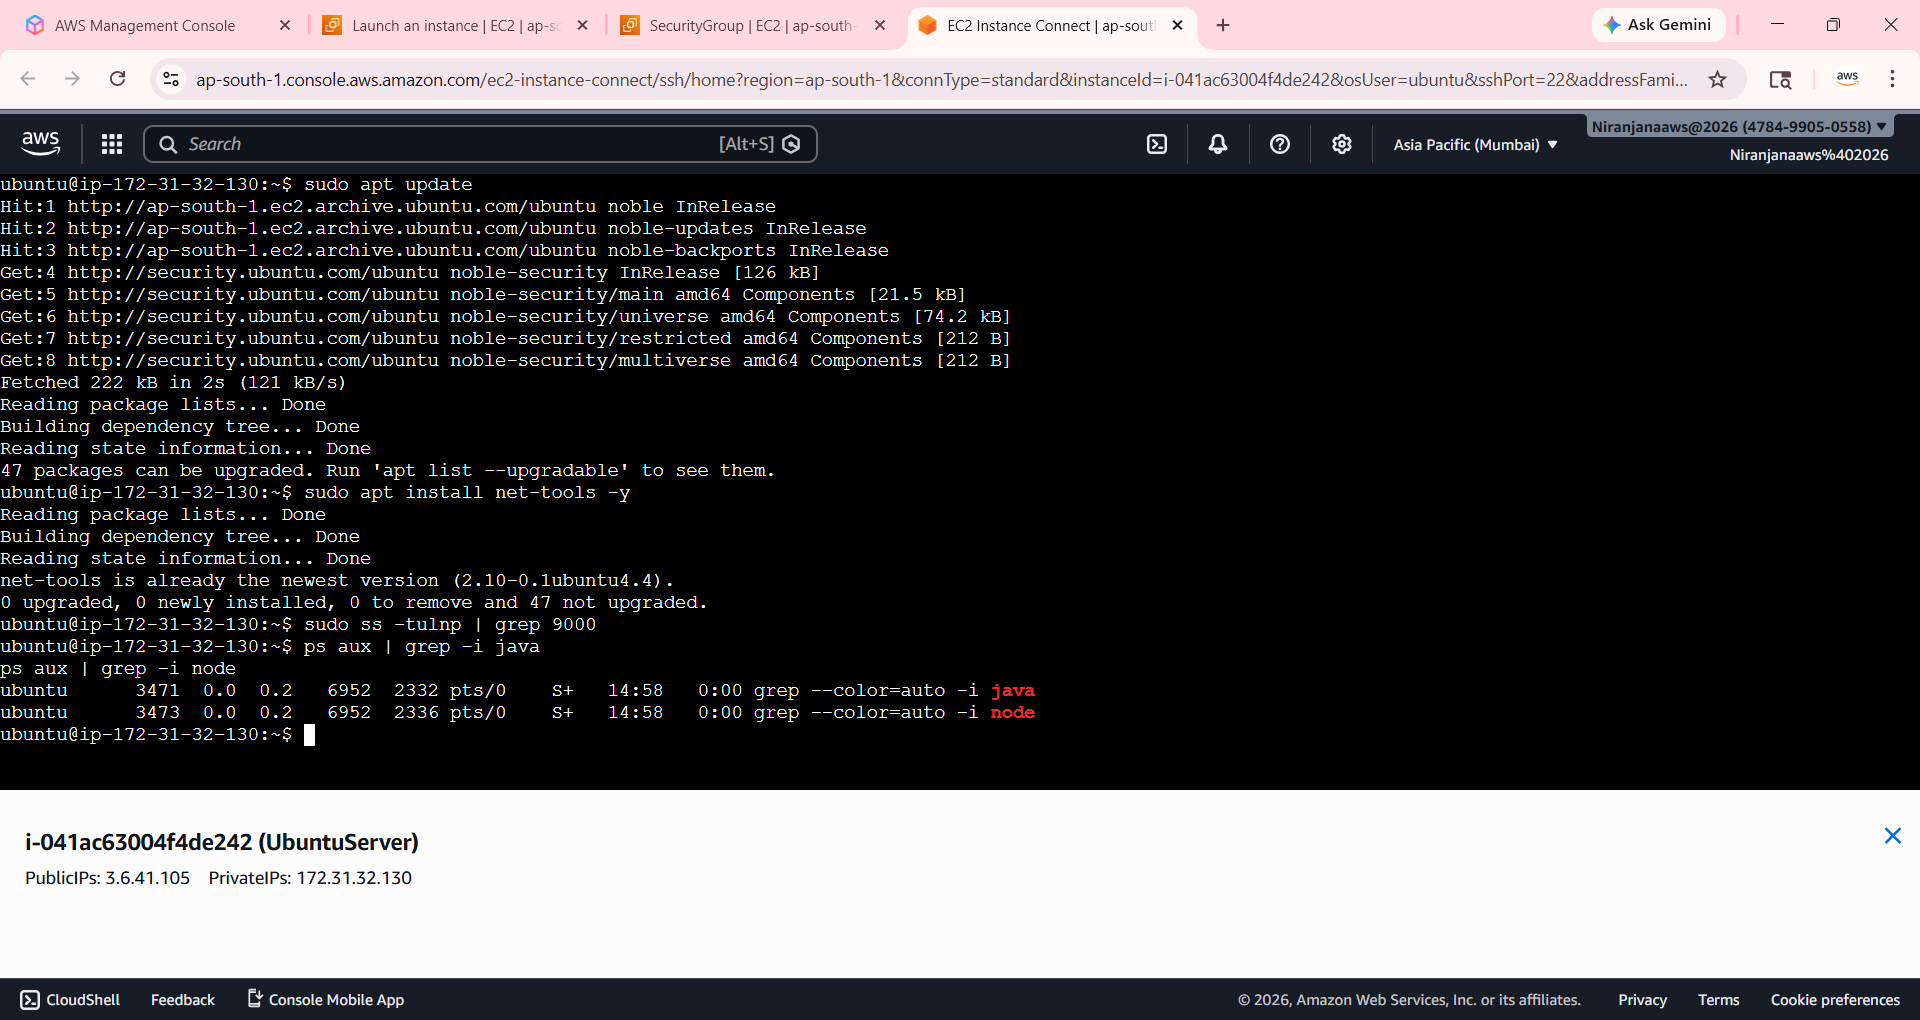 AWS Management Console
Launch an instance | EC2 | ap-sc
SecurityGroup | EC2 | ap-south-
EC2 Instance Connect | ap-sout
Ask Gemini
ap-south-1.console.aws.amazon.com/ec2-instance-connect/ssh/home?region=ap-south-1&connType=standard&instanceId=i-041ac63004f4de242&osUser=ubuntu&sshPort=22&addressFami...
aws
aws
Search
[Alt+S]
Asia Pacific (Mumbai)
Niranjanaaws@2026 (4784-9905-0558)
Niranjanaaws%402026
ubuntu@ip-172-31-32-130:~$ sudo apt update
Hit:1 http://ap-south-1.ec2.archive.ubuntu.com/ubuntu noble InRelease
Hit:2 http://ap-south-1.ec2.archive.ubuntu.com/ubuntu noble-updates InRelease
Hit:3 http://ap-south-1.ec2.archive.ubuntu.com/ubuntu noble-backports InRelease
Get:4 http://security.ubuntu.com/ubuntu noble-security InRelease [126 kB]
Get:5 http://security.ubuntu.com/ubuntu noble-security/main amd64 Components [21.5 kB]
Get:6 http://security.ubuntu.com/ubuntu noble-security/universe amd64 Components [74.2 kB]
Get:7 http://security.ubuntu.com/ubuntu noble-security/restricted amd64 Components [212 B]
Get:8 http://security.ubuntu.com/ubuntu noble-security/multiverse amd64 Components [212 B]
Fetched 222 kB in 2s (121 kB/s)
Reading package lists... Done
Building dependency tree... Done
Reading state information... Done
47 packages can be upgraded. Run 'apt list --upgradable' to see them.
ubuntu@ip-172-31-32-130:~$ sudo apt install net-tools -y
Reading package lists... Done
Building dependency tree... Done
Reading state information... Done
net-tools is already the newest version (2.10-0.1ubuntu4.4).
0 upgraded, 0 newly installed, 0 to remove and 47 not upgraded.
ubuntu@ip-172-31-32-130:~$ sudo ss -tulnp | grep 9000
ubuntu@ip-172-31-32-130:~$ ps aux | grep -i java
ps aux | grep -i node
ubuntu      3471  0.0  0.2   6952  2332 pts/0    S+   14:58   0:00 grep --color=auto -i java
ubuntu      3473  0.0  0.2   6952  2336 pts/0    S+   14:58   0:00 grep --color=auto -i node
ubuntu@ip-172-31-32-130:~$
i-041ac63004f4de242 (UbuntuServer)
PublicIPs: 3.6.41.105 PrivateIPs: 172.31.32.130
CloudShell Feedback Console Mobile App © 2026, Amazon Web Services, Inc. or its affiliates. Privacy Terms Cookie preferences